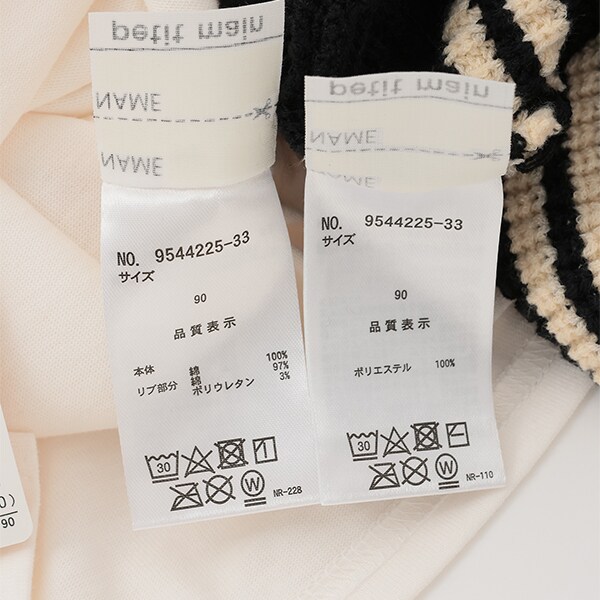 petit main
NAME
NAME
NO. 9544225-33
サイズ
90
品質表示
本体 綿 100%
リブ部分 綿 97%
ポリウレタン 3%
30
W
NR-228
petit main
NAME
NAME
NO. 9544225-33
サイズ
90
品質表示
ポリエステル 100%
30
W
NR-110
0)
90